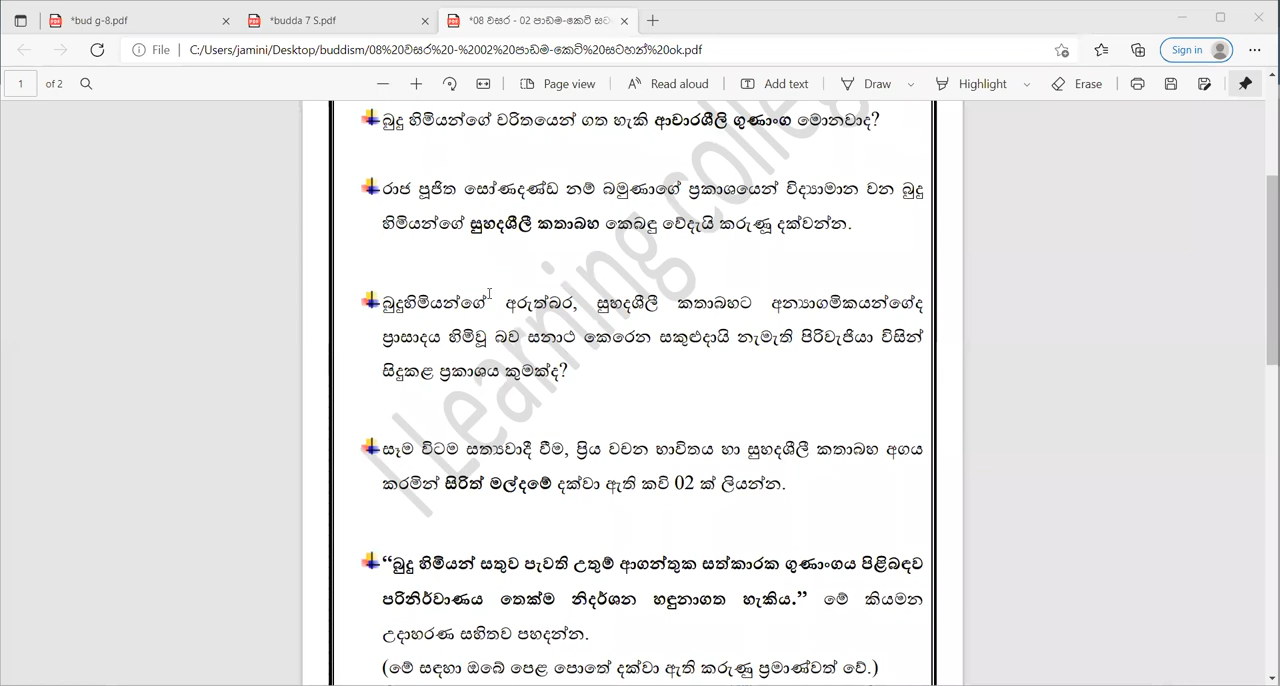 *bud g-8.pdf
*budda 7 S.pdf
*08 වසර - 02 පාඩම-කෙටි සට
File
C:/Users/jamini/Desktop/buddism/08%20වසර%20-%2002%20පාඩම-කෙටි%20සටහන්%20ok.pdf
Sign in
1 of 2
Page view
Read aloud
Add text
Draw
Highlight
Erase
බුදු හිමියන්ගේ චරිතයෙන් ගත හැකි ආචාරශීලි ගුණාංග මොනවාද?
රාජ පූජිත සෝණදණ්ඩ නම් බමුණාගේ ප්‍රකාශයෙන් විද්‍යාමාන වන බුදු
හිමියන්ගේ සුහදශීලී කතාබහ කෙබඳු වේදැයි කරුණු දක්වන්න.
බුදුහිමියන්ගේ අරුත්බර, සුහදශීලී කතාබහට අන්‍යාගමිකයන්ගේද
ප්‍රාසාදය හිමිවූ බව සනාථ කෙරෙන සකුළුදායි නැමැති පිරිවැජියා විසින්
සිදුකළ ප්‍රකාශය කුමක්ද?
සෑම විටම සත්‍යවාදී වීම, ප්‍රිය වචන භාවිතය හා සුහදශීලී කතාබහ අගය
කරමින් සිරිත් මල්දමේ දක්වා ඇති කවි 02 ක් ලියන්න.
“බුදු හිමියන් සතුව පැවති උතුම් ආගන්තුක සත්කාරක ගුණාංගය පිළිබඳව
පරිනිර්වාණය තෙක්ම නිදර්ශන හඳුනාගත හැකිය.” මේ කියමන
උදාහරණ සහිතව පහදන්න.
(මේ සඳහා ඔබේ පෙළ පොතේ දක්වා ඇති කරුණු ප්‍රමාණවත් වේ.)
I Learning colleg